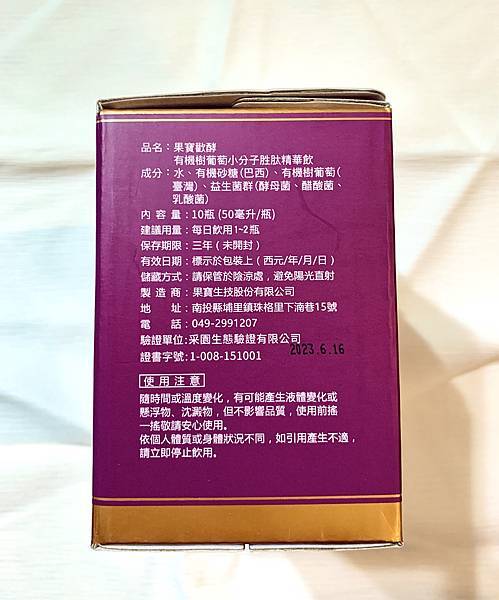 品名：果寶歡酵
有機樹葡萄小分子胜肽精華飲
成分：水、有機砂糖(巴西)、有機樹葡萄(
臺灣)、益生菌群(酵母菌、醋酸菌、
乳酸菌)
內容量：10瓶 (50毫升/瓶)
建議用量：每日飲用1~2瓶
保存期限：三年（未開封）
有效日期：標示於包裝上（西元/年/月/日）
儲藏方式：請保管於陰涼處，避免陽光直射
製造商：果寶生技股份有限公司
地址：南投縣埔里鎮珠格里下湳巷15號
電話：049-2991207
驗證單位:采園生態驗證有限公司
證書字號:1-008-151001
2023.6.16
使用注意
隨時間或溫度變化，有可能產生液體變化或
懸浮物、沈澱物，但不影響品質，使用前搖
一搖敬請安心使用。
依個人體質或身體狀況不同，如引用產生不適，
請立即停止飲用。